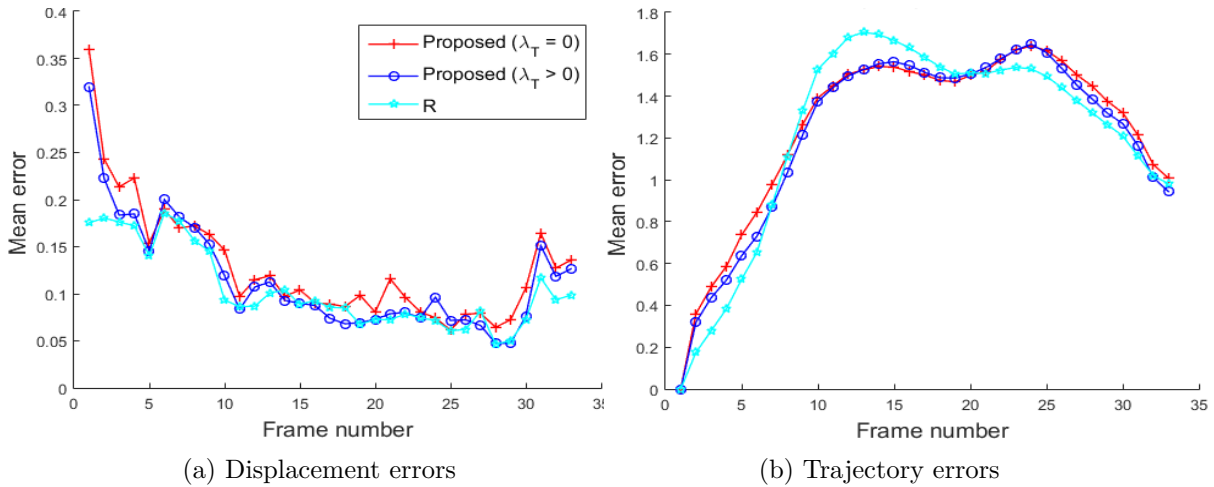 0.4
0.35
0.3
0.25
0.2
0.15
0.1
0.05
0
Mean error
0 5 10 15 20 25 30 35
Frame number
Proposed (λ_T = 0)
Proposed (λ_T > 0)
R
(a) Displacement errors
1.8
1.6
1.4
1.2
1
0.8
0.6
0.4
0.2
0
Mean error
0 5 10 15 20 25 30 35
Frame number
(b) Trajectory errors